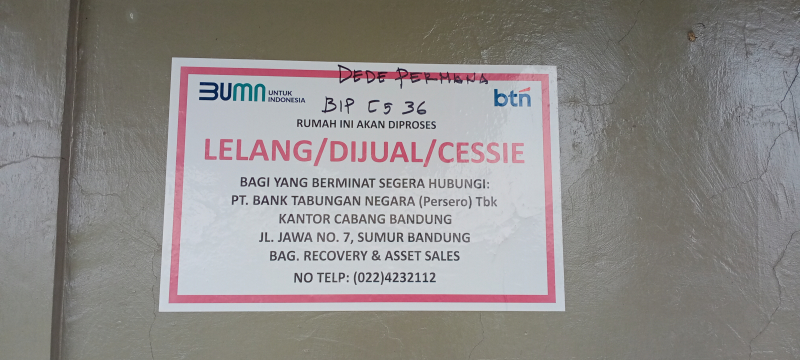 DEDE PERMANA
BUMN UNTUK INDONESIA
btn
BIP C5 36
RUMAH INI AKAN DIPROSES
LELANG/DIJUAL/CESSIE
BAGI YANG BERMINAT SEGERA HUBUNGI:
PT. BANK TABUNGAN NEGARA (Persero) Tbk
KANTOR CABANG BANDUNG
JL. JAWA NO. 7, SUMUR BANDUNG
BAG. RECOVERY & ASSET SALES
NO TELP: (022)4232112